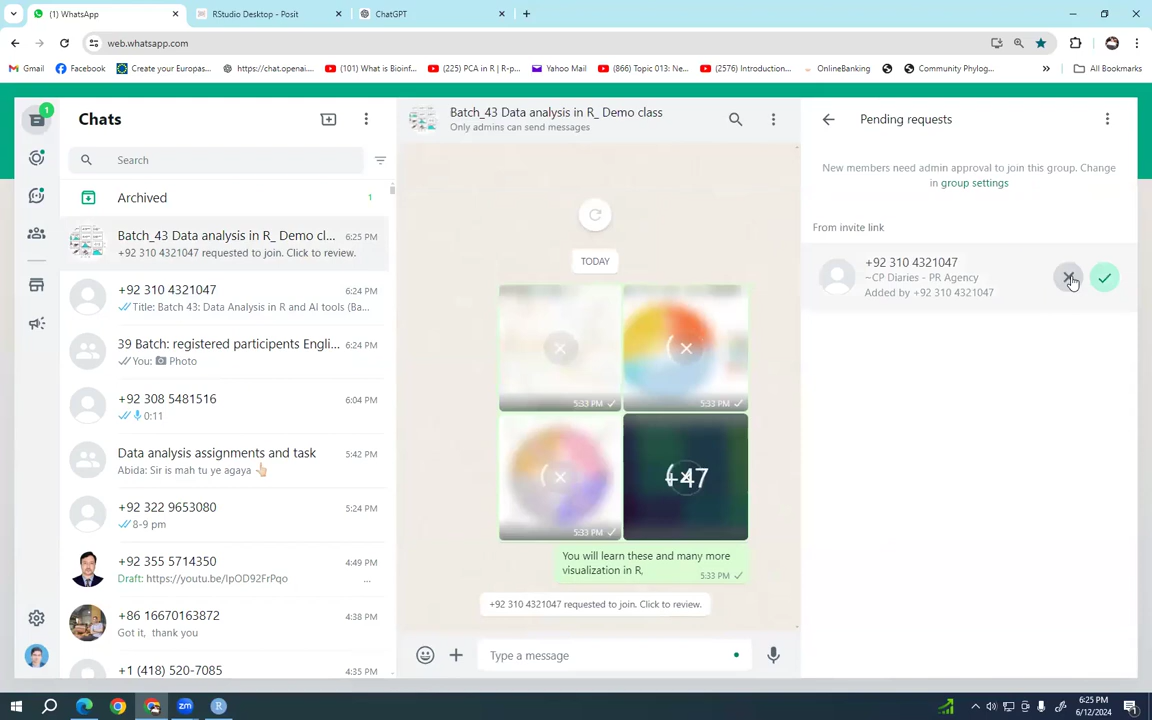 (1) WhatsApp
RStudio Desktop - Posit
ChatGPT
web.whatsapp.com
Gmail
Facebook
Create your Europas...
https://chat.openai....
(101) What is Bioinf...
(225) PCA in R | R-p...
Yahoo Mail
(866) Topic 013: Ne...
(2576) Introduction...
OnlineBanking
Community Phylog...
»
All Bookmarks
1
Chats
Search
Archived
1
Batch_43 Data analysis in R_ Demo cl...
6:25 PM
+92 310 4321047 requested to join. Click to review.
+92 310 4321047
6:24 PM
Title: Batch 43: Data Analysis in R and AI tools (Ba...
39 Batch: registered participants Engli...
6:24 PM
You: Photo
+92 308 5481516
6:04 PM
0:11
Data analysis assignments and task
5:42 PM
Abida: Sir is mah tu ye agaya
+92 322 9653080
5:24 PM
8-9 pm
+92 355 5714350
4:49 PM
Draft: https://youtu.be/IpOD92FrPqo
...
+86 16670163872
4:38 PM
Got it, thank you
+1 (418) 520-7085
4:35 PM
Batch_43 Data analysis in R_ Demo class
Only admins can send messages
TODAY
5:33 PM
5:33 PM
5:33 PM
+47
You will learn these and many more
visualization in R,
5:33 PM
+92 310 4321047 requested to join. Click to review.
Type a message
Pending requests
New members need admin approval to join this group. Change
in group settings
From invite link
+92 310 4321047
~CP Diaries - PR Agency
Added by +92 310 4321047
zm
R
6:25 PM
6/12/2024
1